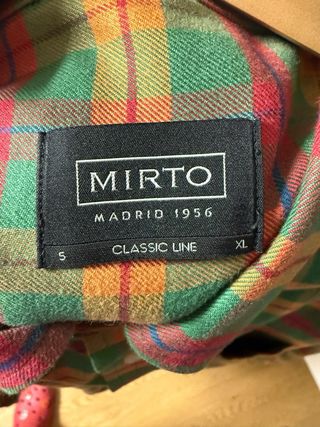 MIRTO
MADRID 1956
5 CLASSIC LINE XL